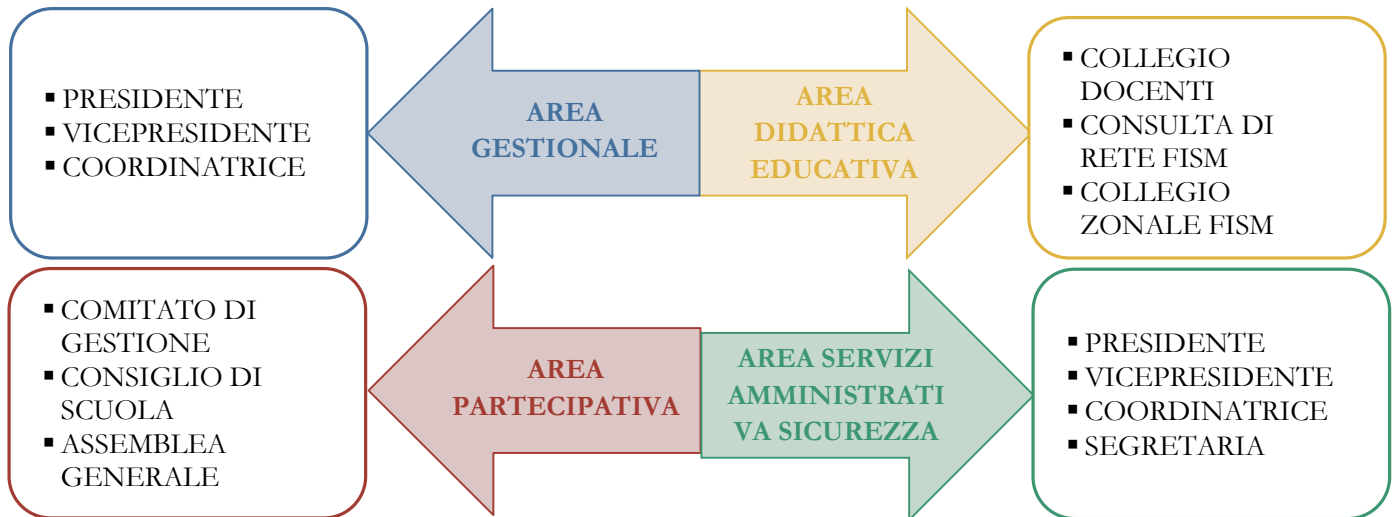 ▪ PRESIDENTE
▪ VICEPRESIDENTE
▪ COORDINATRICE
AREA
GESTIONALE
AREA
DIDATTICA
EDUCATIVA
▪ COLLEGIO
DOCENTI
▪ CONSULTA DI
RETE FISM
▪ COLLEGIO
ZONALE FISM
▪ COMITATO DI
GESTIONE
▪ CONSIGLIO DI
SCUOLA
▪ ASSEMBLEA
GENERALE
AREA
PARTECIPATIVA
AREA SERVIZI
AMMINISTRATI
VA SICUREZZA
▪ PRESIDENTE
▪ VICEPRESIDENTE
▪ COORDINATRICE
▪ SEGRETARIA